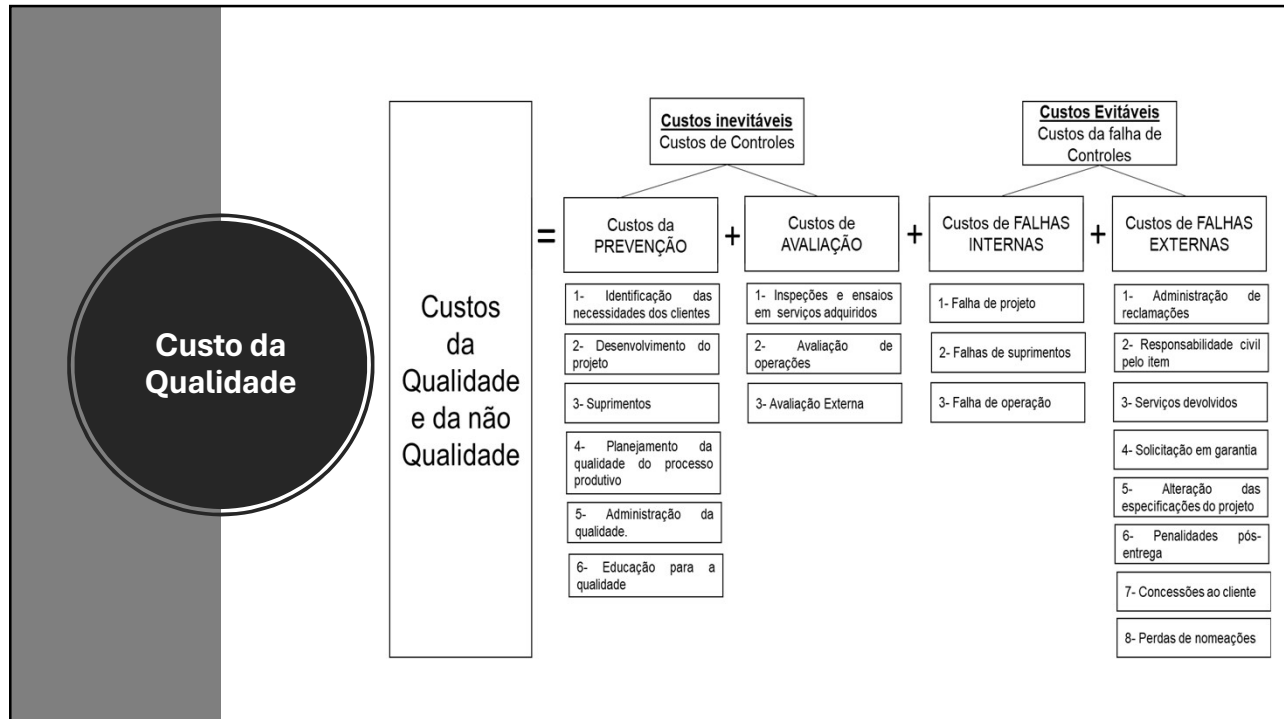 Custo da
Qualidade
Custos
da
Qualidade
e da não
Qualidade
=
Custos inevitáveis
Custos de Controles
Custos Evitáveis
Custos da falha de
Controles
Custos da
PREVENÇÃO
+
Custos de
AVALIAÇÃO
+
Custos de FALHAS
INTERNAS
+
Custos de FALHAS
EXTERNAS
1- Identificação das
necessidades dos clientes
2- Desenvolvimento do
projeto
3- Suprimentos
4- Planejamento da
qualidade do processo
produtivo
5- Administração da
qualidade.
6- Educação para a
qualidade
1- Inspeções e ensaios
em serviços adquiridos
2- Avaliação de
operações
3- Avaliação Externa
1- Falha de projeto
2- Falhas de suprimentos
3- Falha de operação
1- Administração de
reclamações
2- Responsabilidade civil
pelo item
3- Serviços devolvidos
4- Solicitação em garantia
5- Alteração das
especificações do projeto
6- Penalidades pós-
entrega
7- Concessões ao cliente
8- Perdas de nomeações